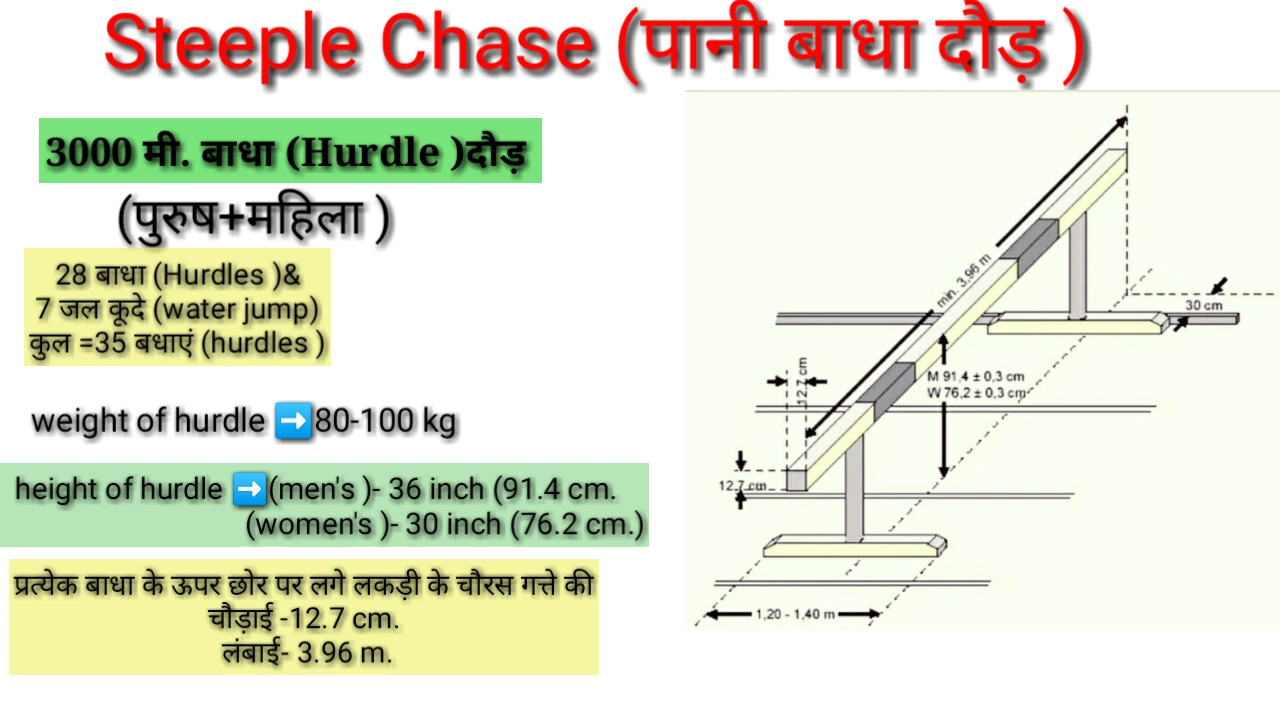 Steeple Chase (पानी बाधा दौड़ )
3000 मी. बाधा (Hurdle )दौड़
(पुरुष+महिला )
28 बाधा (Hurdles )&
7 जल कूदे (water jump)
कुल =35 बधाएं (hurdles )
weight of hurdle ➡️80-100 kg
height of hurdle ➡️(men's )- 36 inch (91.4 cm.
(women's )- 30 inch (76.2 cm.)
प्रत्येक बाधा के ऊपर छोर पर लगे लकड़ी के चौरस गत्ते की
चौड़ाई -12.7 cm.
लंबाई- 3.96 m.
min. 3,96 m
30 cm
12,7 cm
M 91,4 ± 0,3 cm
W 76,2 ± 0,3 cm
12,7 cm
1,20 - 1,40 m